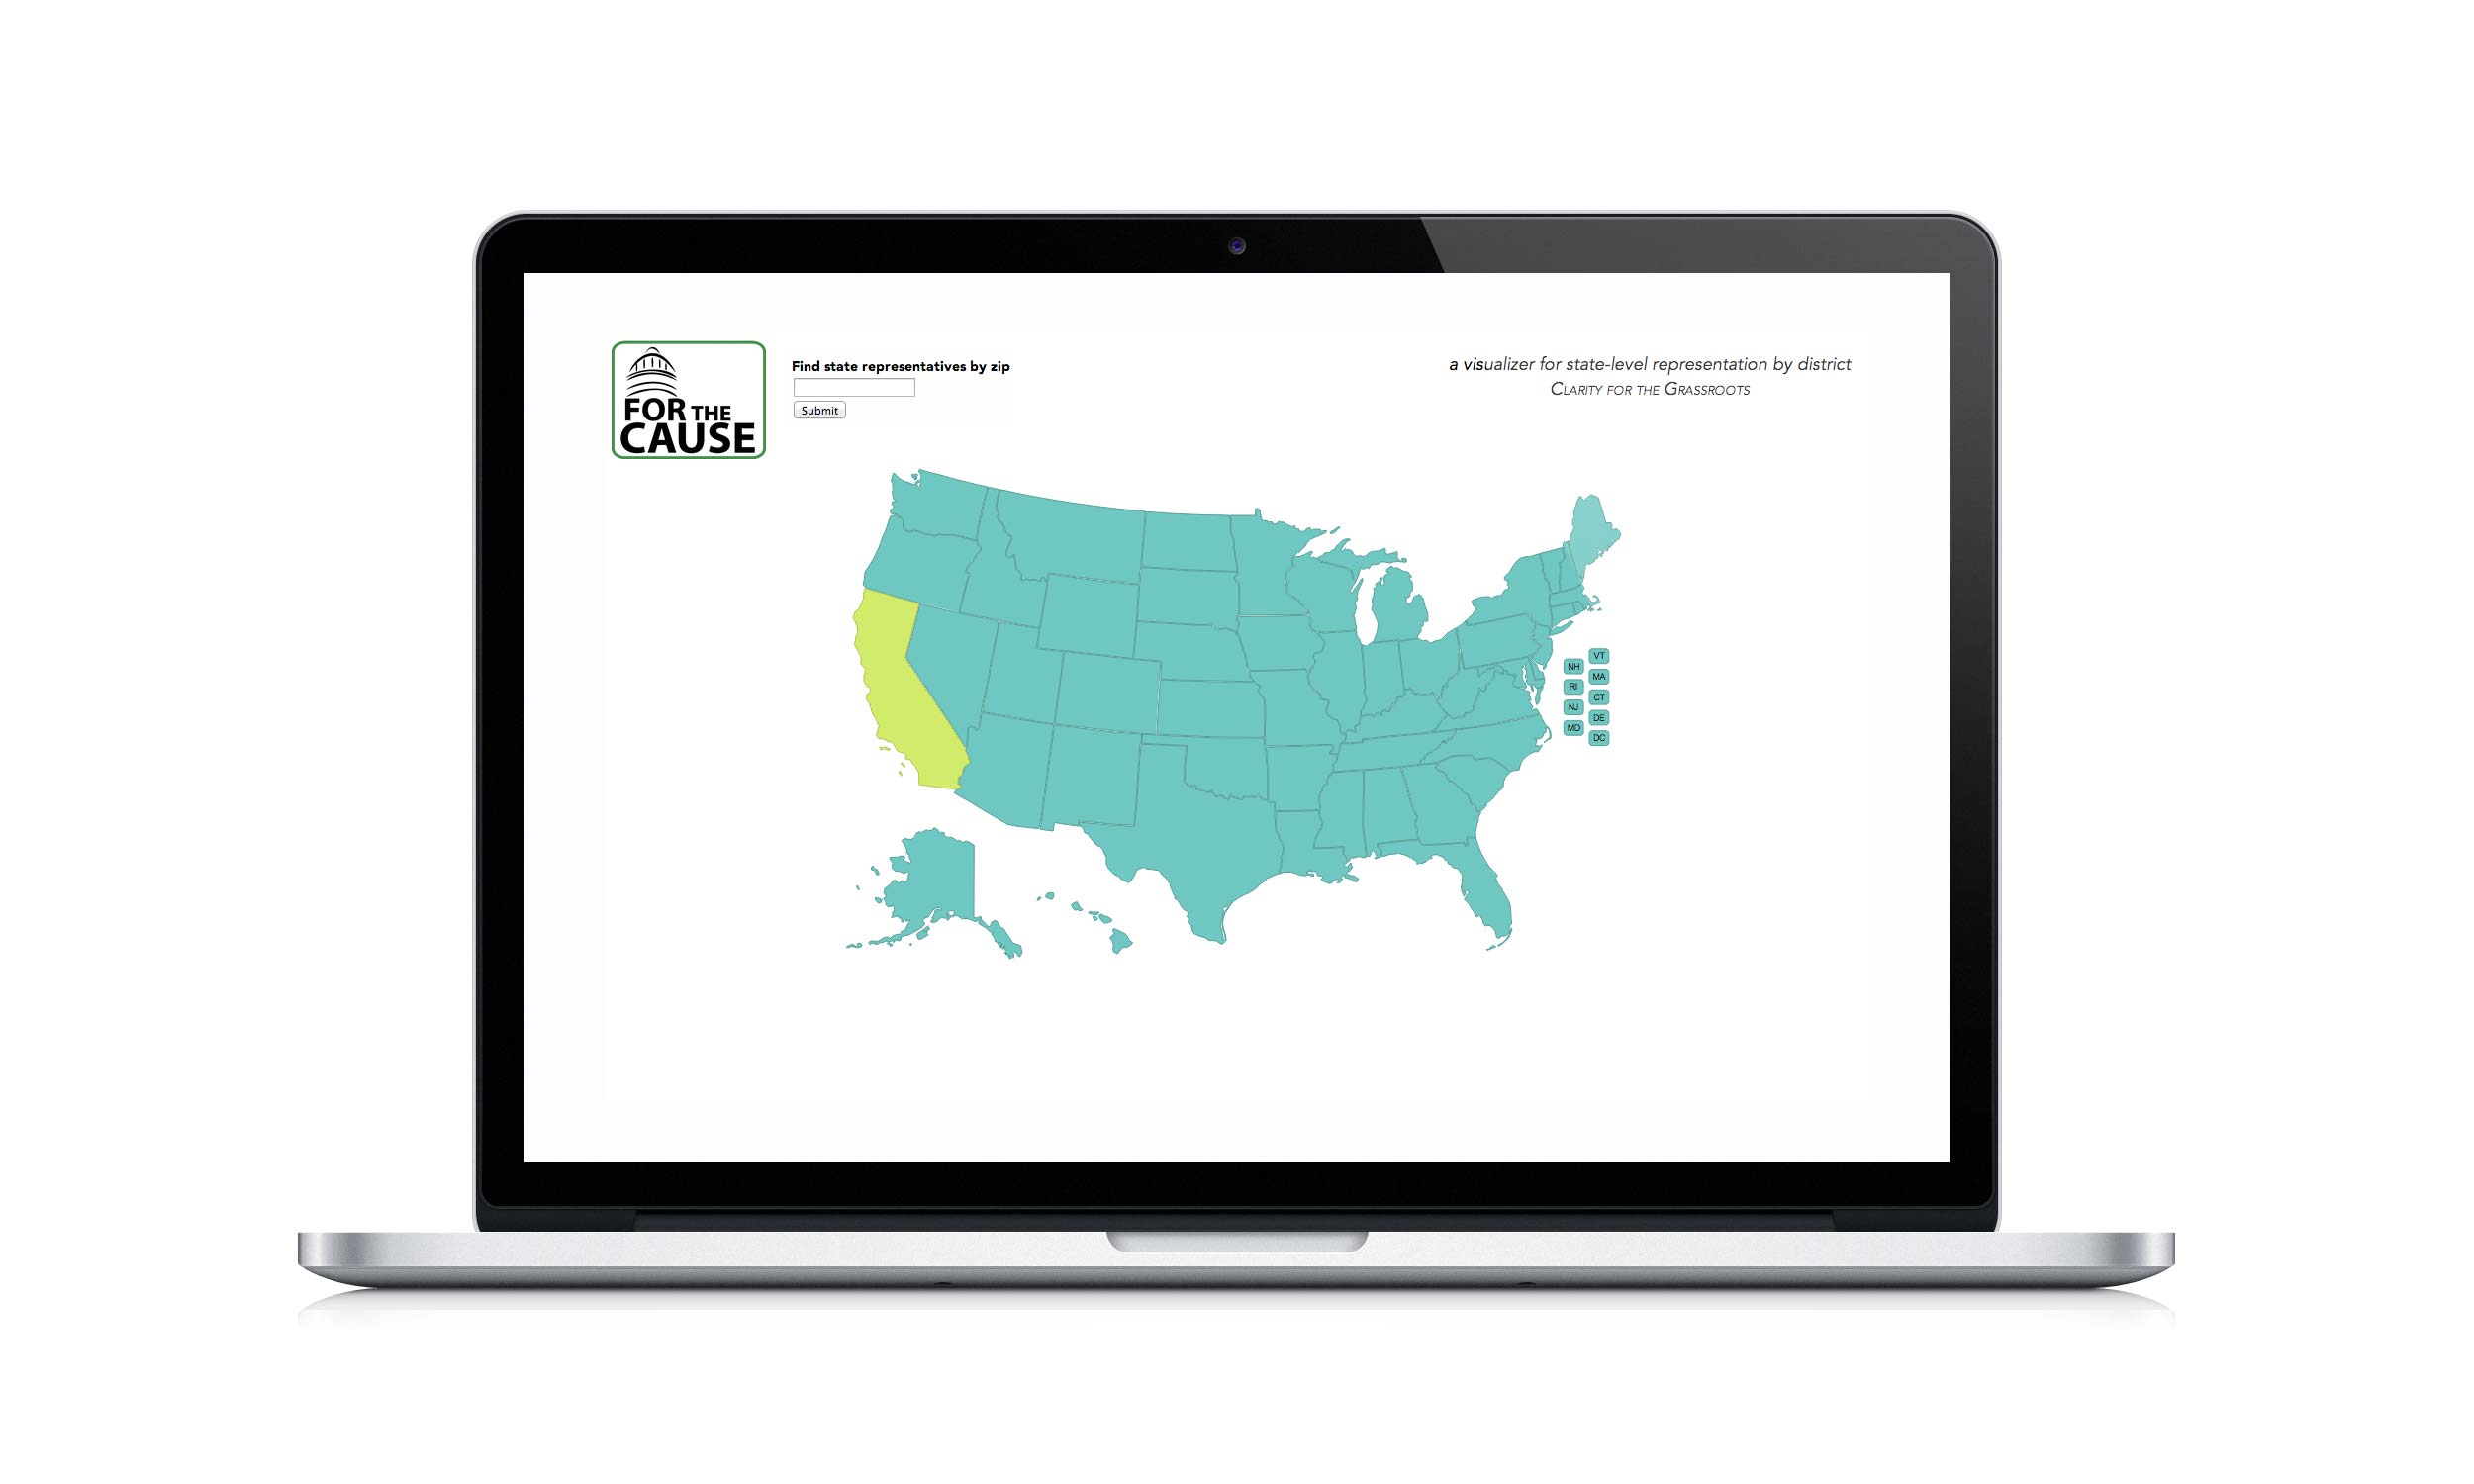 FOR THE
CAUSE
Find state representatives by zip
Submit
a visualizer for state-level representation by district
CLARITY FOR THE GRASSROOTS
VT
NH
MA
RI
CT
NJ
DE
MD
DC